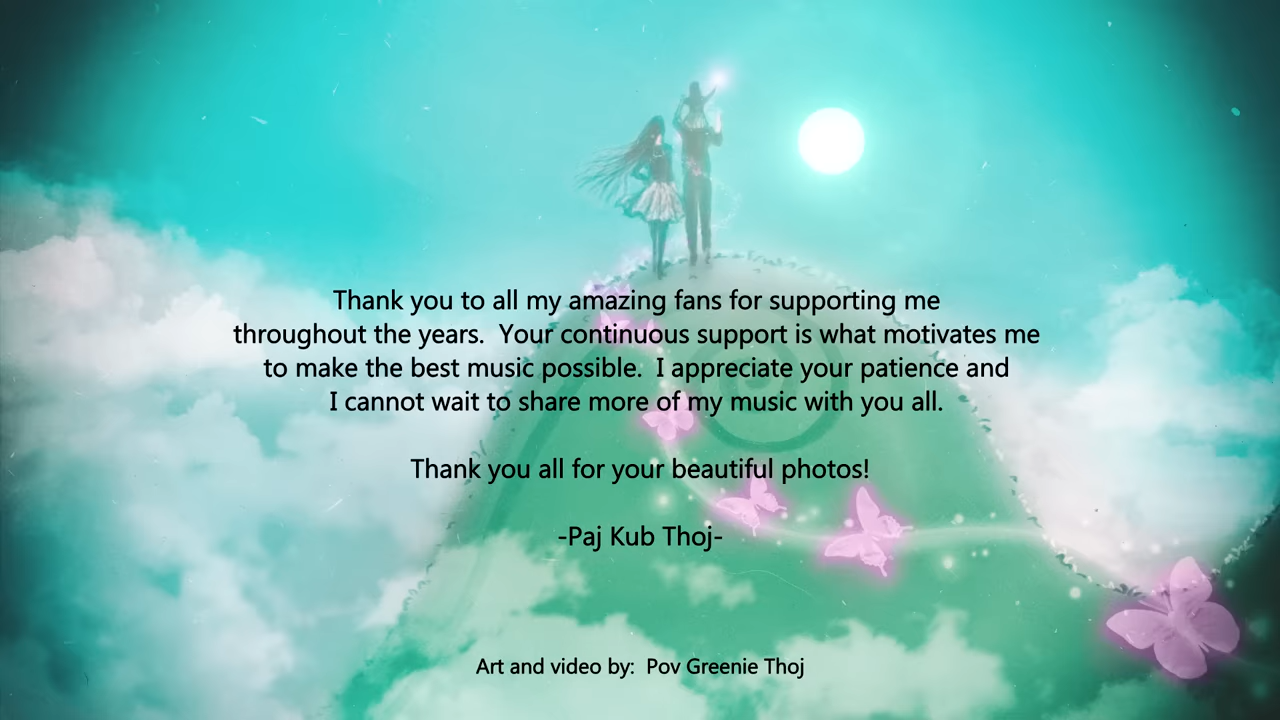 Thank you to all my amazing fans for supporting me
throughout the years.  Your continuous support is what motivates me
to make the best music possible.  I appreciate your patience and
I cannot wait to share more of my music with you all.
Thank you all for your beautiful photos!
-Paj Kub Thoj-
Art and video by:  Pov Greenie Thoj